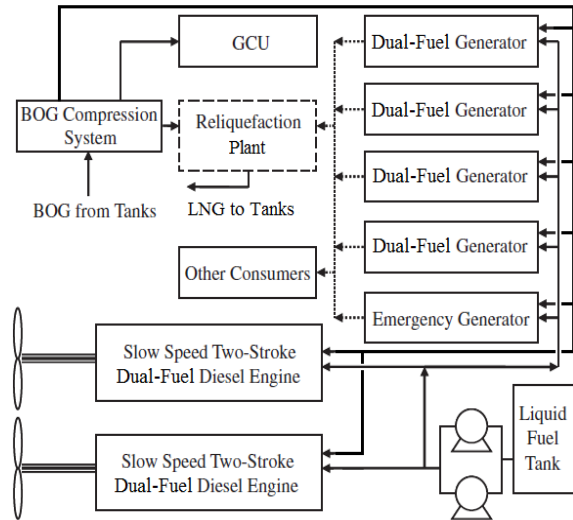 GCU
Dual-Fuel Generator
BOG Compression
System
Reliquefaction
Plant
Dual-Fuel Generator
BOG from Tanks
LNG to Tanks
Dual-Fuel Generator
Other Consumers
Dual-Fuel Generator
Emergency Generator
Slow Speed Two-Stroke
Dual-Fuel Diesel Engine
Liquid
Fuel
Tank
Slow Speed Two-Stroke
Dual-Fuel Diesel Engine